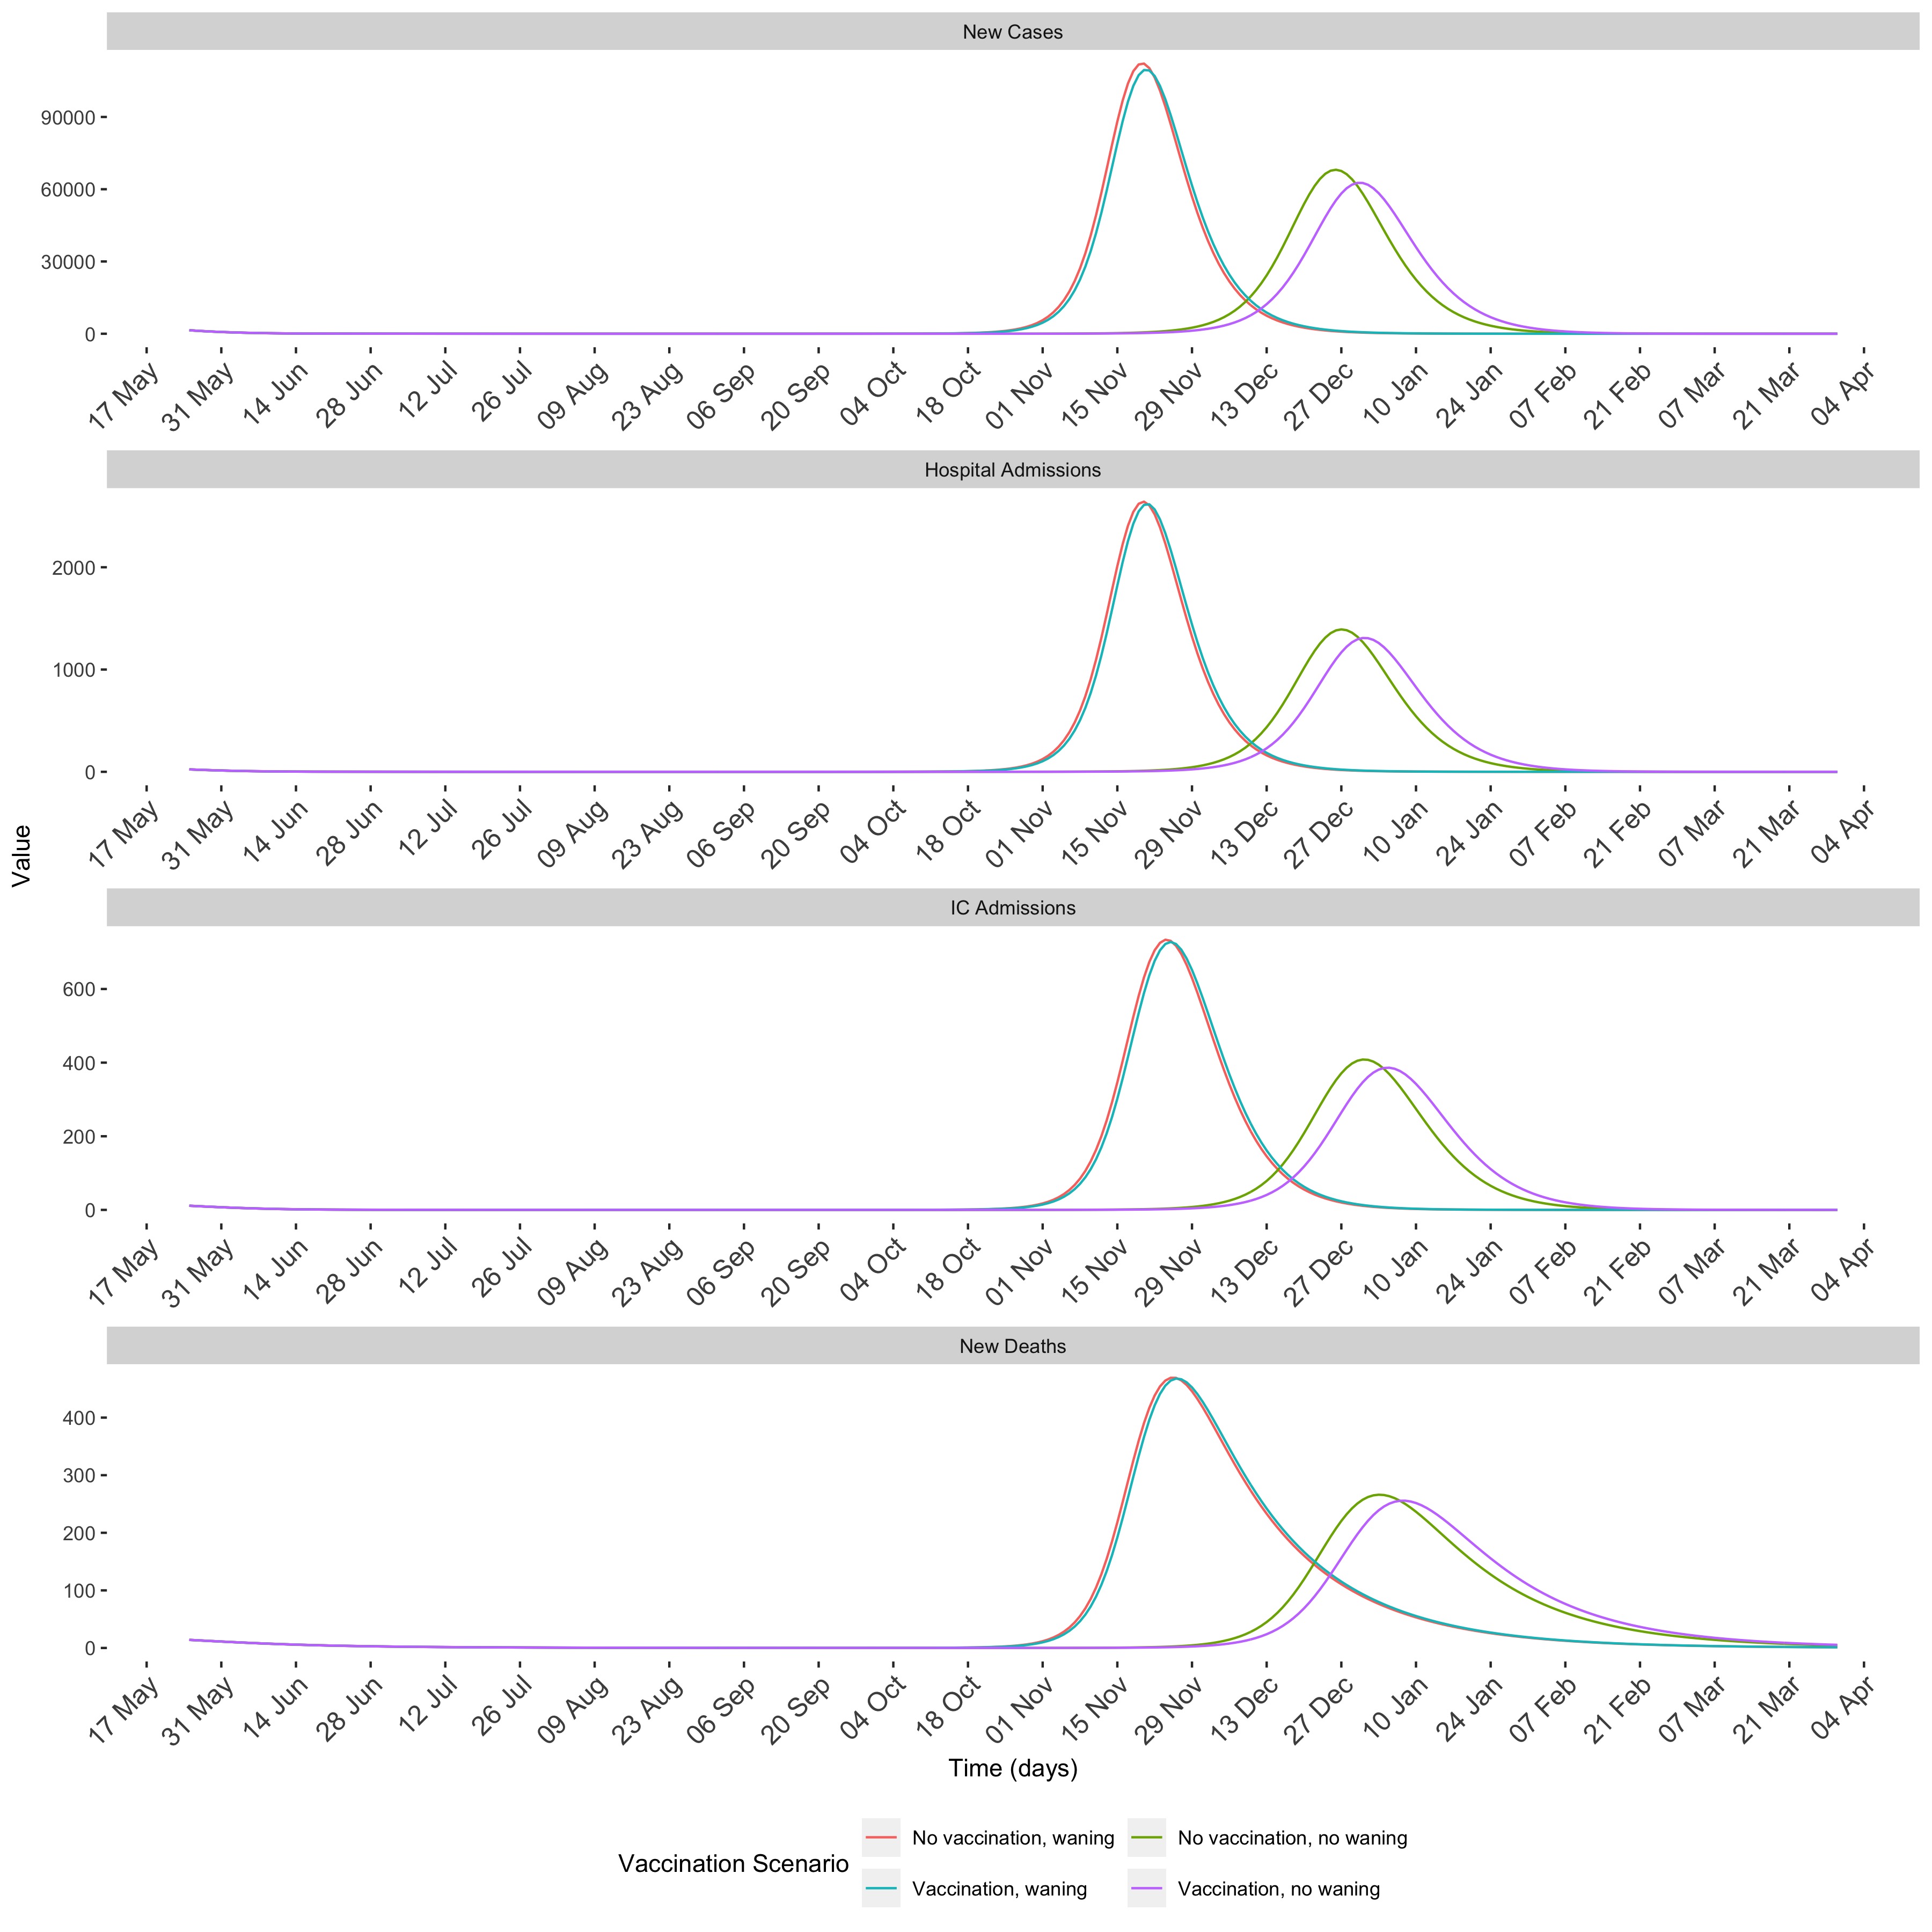 New Cases
90000
60000
30000
0
17 May 31 May 14 Jun 28 Jun 12 Jul 26 Jul 09 Aug 23 Aug 06 Sep 20 Sep 04 Oct 18 Oct 01 Nov 15 Nov 29 Nov 13 Dec 27 Dec 10 Jan 24 Jan 07 Feb 21 Feb 07 Mar 21 Mar 04 Apr
Hospital Admissions
2000
1000
0
17 May 31 May 14 Jun 28 Jun 12 Jul 26 Jul 09 Aug 23 Aug 06 Sep 20 Sep 04 Oct 18 Oct 01 Nov 15 Nov 29 Nov 13 Dec 27 Dec 10 Jan 24 Jan 07 Feb 21 Feb 07 Mar 21 Mar 04 Apr
Value
IC Admissions
600
400
200
0
17 May 31 May 14 Jun 28 Jun 12 Jul 26 Jul 09 Aug 23 Aug 06 Sep 20 Sep 04 Oct 18 Oct 01 Nov 15 Nov 29 Nov 13 Dec 27 Dec 10 Jan 24 Jan 07 Feb 21 Feb 07 Mar 21 Mar 04 Apr
New Deaths
400
300
200
100
0
17 May 31 May 14 Jun 28 Jun 12 Jul 26 Jul 09 Aug 23 Aug 06 Sep 20 Sep 04 Oct 18 Oct 01 Nov 15 Nov 29 Nov 13 Dec 27 Dec 10 Jan 24 Jan 07 Feb 21 Feb 07 Mar 21 Mar 04 Apr
Time (days)
Vaccination Scenario
No vaccination, waning No vaccination, no waning
Vaccination, waning Vaccination, no waning